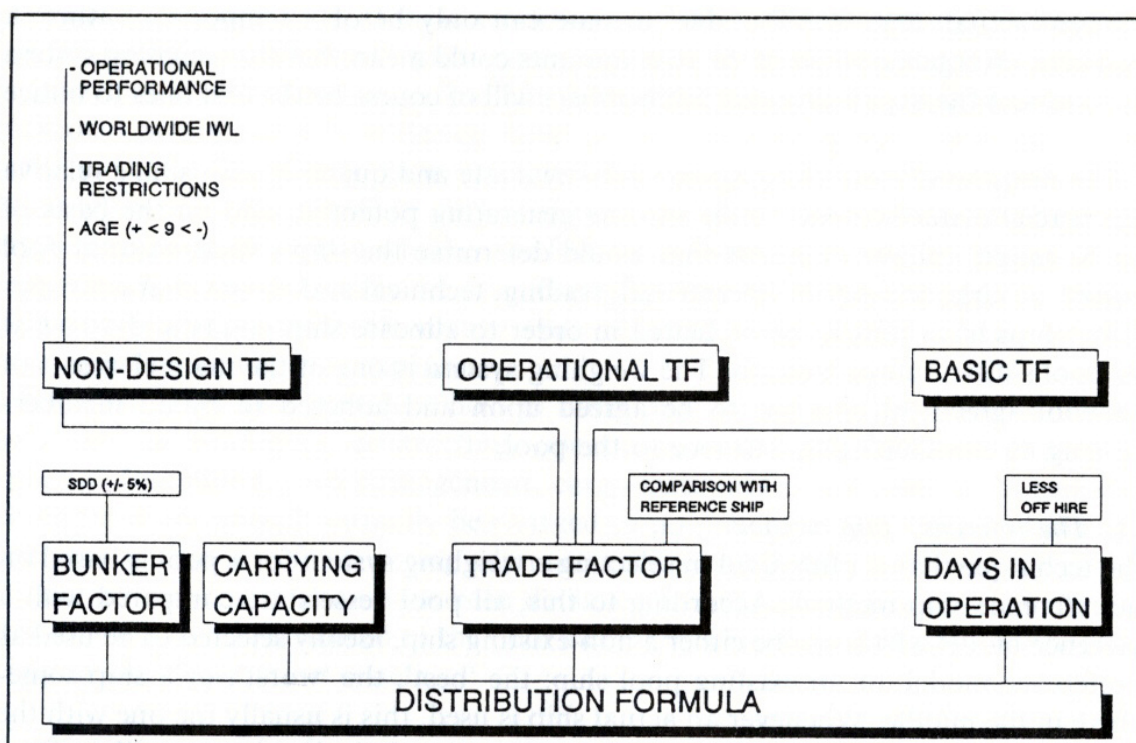 - OPERATIONAL
PERFORMANCE
- WORLDWIDE IWL
- TRADING
RESTRICTIONS
- AGE (+ < 9 < -)
NON-DESIGN TF
OPERATIONAL TF
BASIC TF
SDD (+/- 5%)
COMPARISON WITH
REFERENCE SHIP
LESS
OFF HIRE
BUNKER
FACTOR
CARRYING
CAPACITY
TRADE FACTOR
DAYS IN
OPERATION
DISTRIBUTION FORMULA